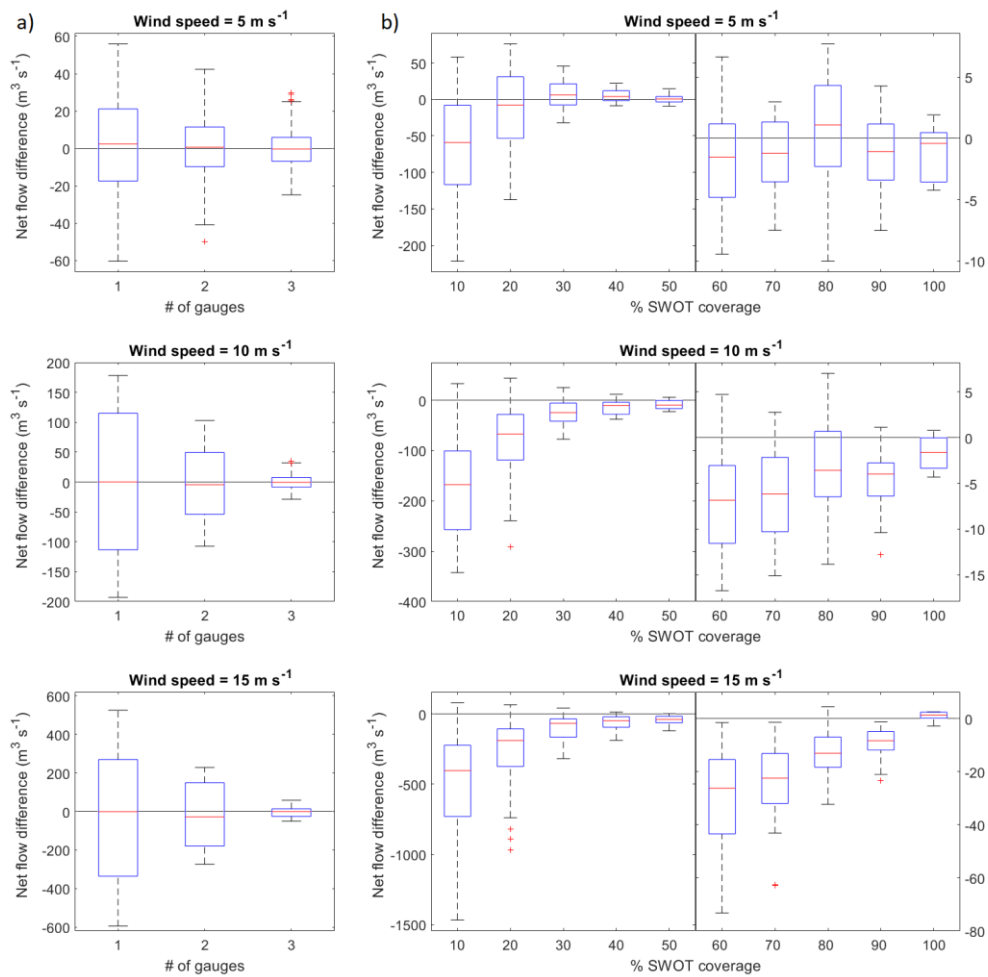 a)
Wind speed = 5 m s⁻¹
60
40
20
0
-20
-40
-60
Net flow difference (m³ s⁻¹)
1 2 3
# of gauges
b)
Wind speed = 5 m s⁻¹
50
0
-50
-100
-150
-200
Net flow difference (m³ s⁻¹)
5
0
-5
-10
10 20 30 40 50 60 70 80 90 100
% SWOT coverage
Wind speed = 10 m s⁻¹
200
150
100
50
0
-50
-100
-150
-200
Net flow difference (m³ s⁻¹)
1 2 3
# of gauges
Wind speed = 10 m s⁻¹
0
-100
-200
-300
-400
Net flow difference (m³ s⁻¹)
5
0
-5
-10
-15
10 20 30 40 50 60 70 80 90 100
% SWOT coverage
Wind speed = 15 m s⁻¹
600
400
200
0
-200
-400
-600
Net flow difference (m³ s⁻¹)
1 2 3
# of gauges
Wind speed = 15 m s⁻¹
0
-500
-1000
-1500
Net flow difference (m³ s⁻¹)
0
-20
-40
-60
-80
10 20 30 40 50 60 70 80 90 100
% SWOT coverage